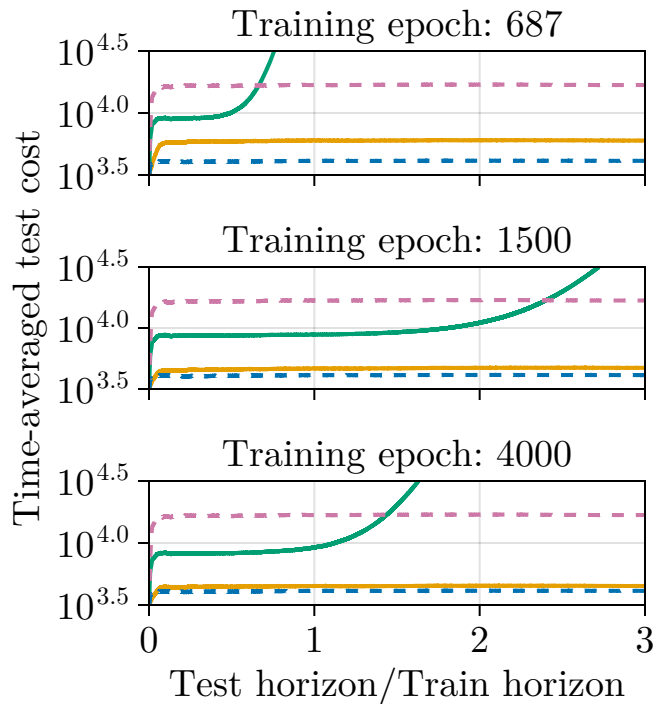 Training epoch: 687
10^4.5
10^4.0
10^3.5
Training epoch: 1500
10^4.5
10^4.0
10^3.5
Training epoch: 4000
10^4.5
10^4.0
10^3.5
0 1 2 3
Test horizon/Train horizon
Time-averaged test cost